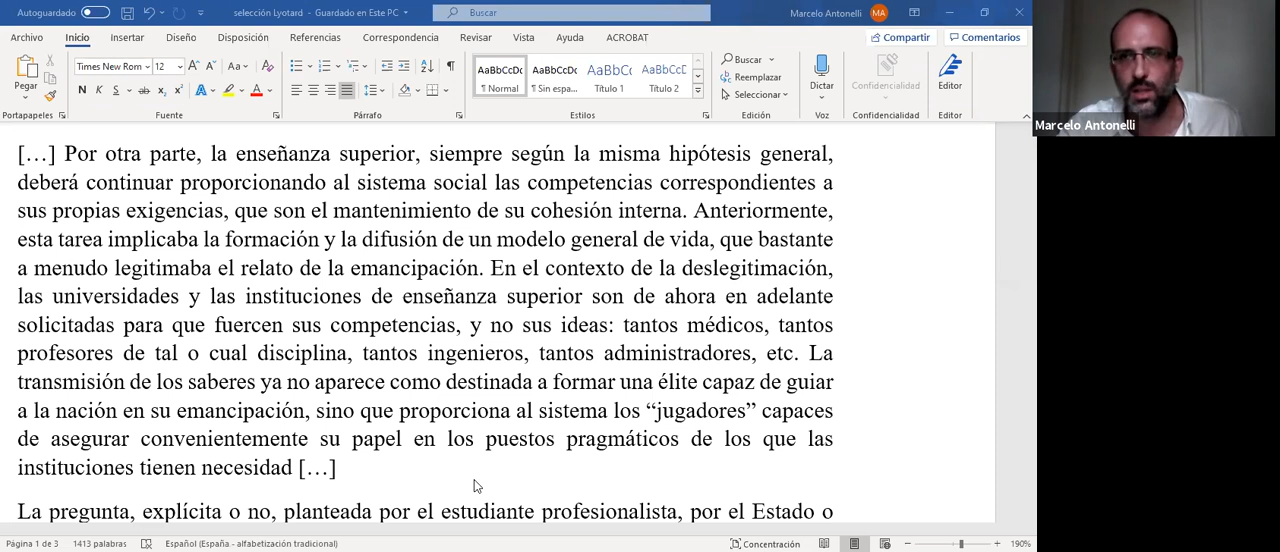 Autoguardado
selección Lyotard - Guardado en Este PC
Buscar
Marcelo Antonelli
MA
Archivo Inicio Insertar Diseño Disposición Referencias Correspondencia Revisar Vista Ayuda ACROBAT
Compartir Comentarios
Pegar
Times New Rom 12
Aa
N K S ab x₂ x² A A
AaBbCcDc AaBbCcDc AaBbCc AaBbCcE
¶ Normal ¶ Sin espa... Título 1 Título 2
Buscar
Reemplazar
Seleccionar
Dictar
Confidencialidad
Editor
Portapapeles Fuente Párrafo Estilos Edición Voz Confidencialidad Editor
Marcelo Antonelli
[…] Por otra parte, la enseñanza superior, siempre según la misma hipótesis general,
deberá continuar proporcionando al sistema social las competencias correspondientes a
sus propias exigencias, que son el mantenimiento de su cohesión interna. Anteriormente,
esta tarea implicaba la formación y la difusión de un modelo general de vida, que bastante
a menudo legitimaba el relato de la emancipación. En el contexto de la deslegitimación,
las universidades y las instituciones de enseñanza superior son de ahora en adelante
solicitadas para que fuercen sus competencias, y no sus ideas: tantos médicos, tantos
profesores de tal o cual disciplina, tantos ingenieros, tantos administradores, etc. La
transmisión de los saberes ya no aparece como destinada a formar una élite capaz de guiar
a la nación en su emancipación, sino que proporciona al sistema los “jugadores” capaces
de asegurar convenientemente su papel en los puestos pragmáticos de los que las
instituciones tienen necesidad […]
La pregunta, explícita o no, planteada por el estudiante profesionalista, por el Estado o
Página 1 de 3 1413 palabras Español (España - alfabetización tradicional) Concentración 190%